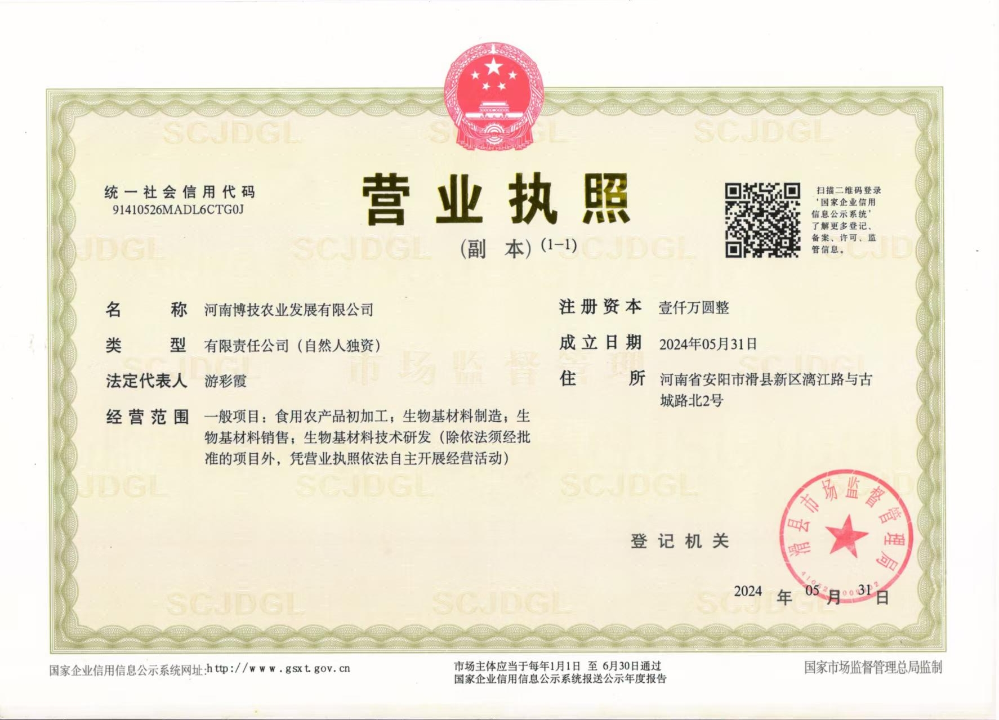 营业执照
(副 本) (1-1)
统一社会信用代码
91410526MADL6CTG0J
扫描二维码登录
‘国家企业信用
信息公示系统’
了解更多登记、
备案、许可、监
管信息。
名 称 河南博技农业发展有限公司
类 型 有限责任公司（自然人独资）
法定代表人 游彩霞
经营范围 一般项目：食用农产品初加工；生物基材料制造；生
物基材料销售；生物基材料技术研发（除依法须经批
准的项目外，凭营业执照依法自主开展经营活动）
注册资本 壹仟万圆整
成立日期 2024年05月31日
住 所 河南省安阳市滑县新区漓江路与古
城路北2号
登记机关
滑县市场监督管理局
2024 年 05 月 31 日
国家企业信用信息公示系统网址:http://www.gsxt.gov.cn
市场主体应当于每年1月1日 至 6月30日通过
国家企业信用信息公示系统报送公示年度报告
国家市场监督管理总局监制
SCJDGL
市场监督管理